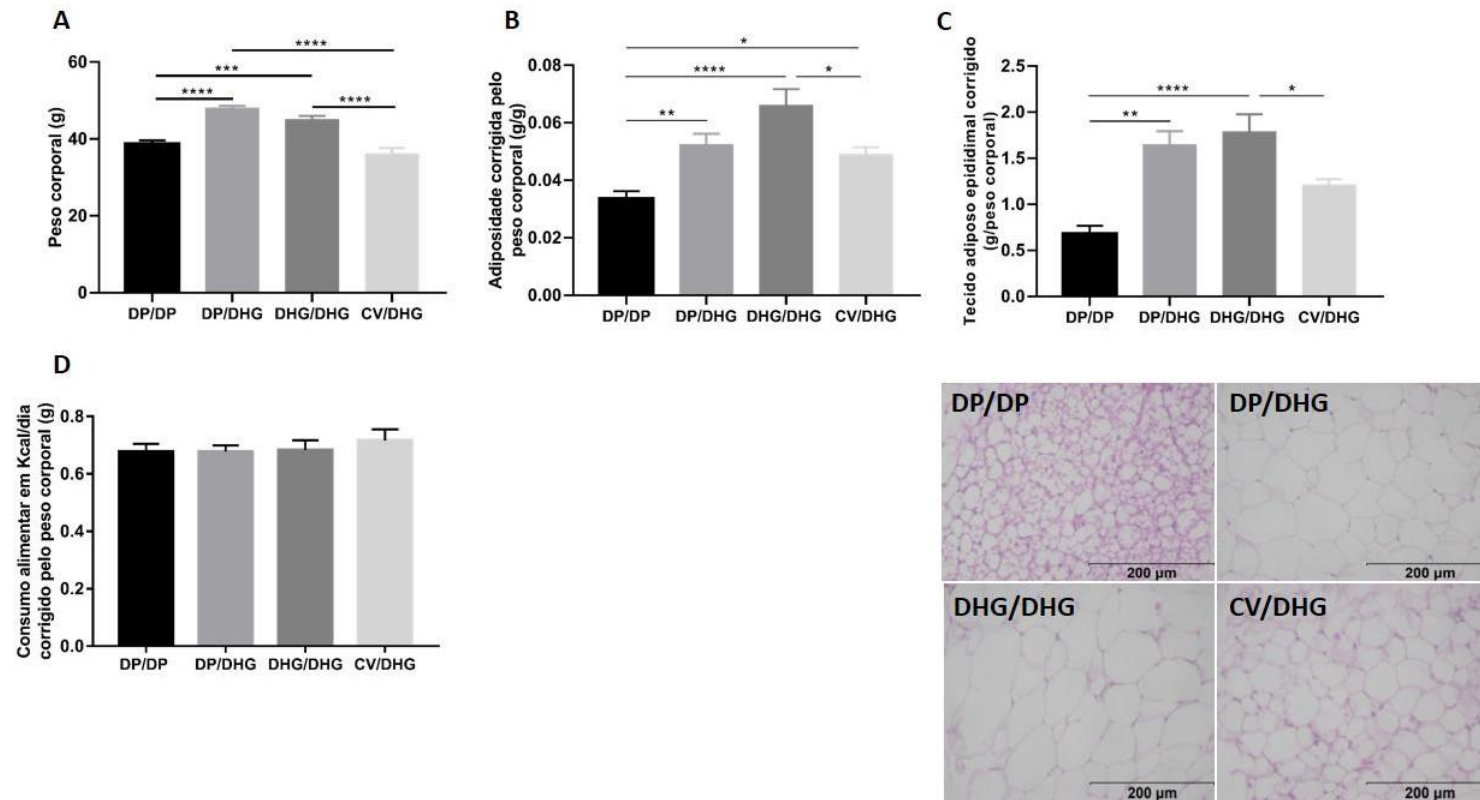 A
Peso corporal (g)
60
40
20
0
****
***
****
****
DP/DP DP/DHG DHG/DHG CV/DHG
B
Adiposidade corrigida pelo
peso corporal (g/g)
0.08
0.06
0.04
0.02
0.00
*
****
*
**
DP/DP DP/DHG DHG/DHG CV/DHG
C
Tecido adiposo epididimal corrigido
(g/peso corporal)
2.5
2.0
1.5
1.0
0.5
0.0
****
*
**
DP/DP DP/DHG DHG/DHG CV/DHG
D
Consumo alimentar em Kcal/dia
corrigido pelo peso corporal (g)
0.8
0.6
0.4
0.2
0.0
DP/DP DP/DHG DHG/DHG CV/DHG
DP/DP
200 µm
DP/DHG
200 µm
DHG/DHG
200 µm
CV/DHG
200 µm